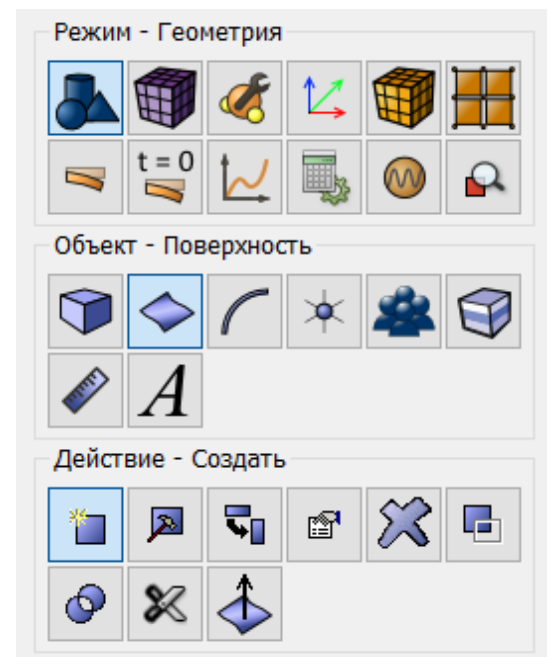 Режим - Геометрия
t = 0
Объект - Поверхность
A
Действие - Создать